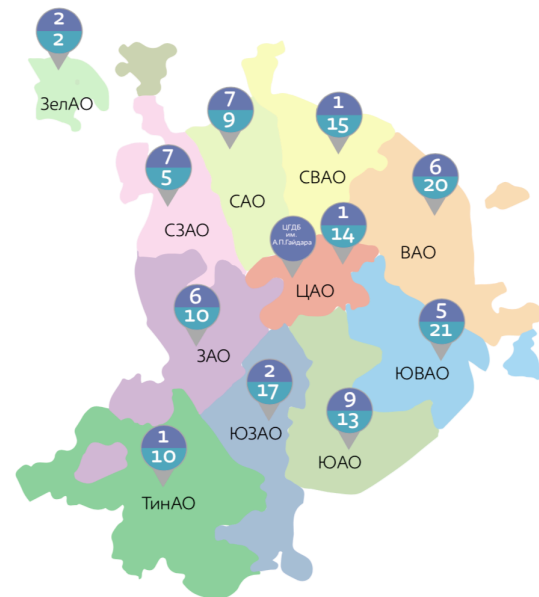 2
2
ЗелАО
7
9
САО
1
15
СВАО
7
5
СЗАО
6
20
ВАО
ЦГДБ
им.
А.П.Гайдара
1
14
ЦАО
6
10
ЗАО
5
21
ЮВАО
2
17
ЮЗАО
9
13
ЮАО
1
10
ТинАО